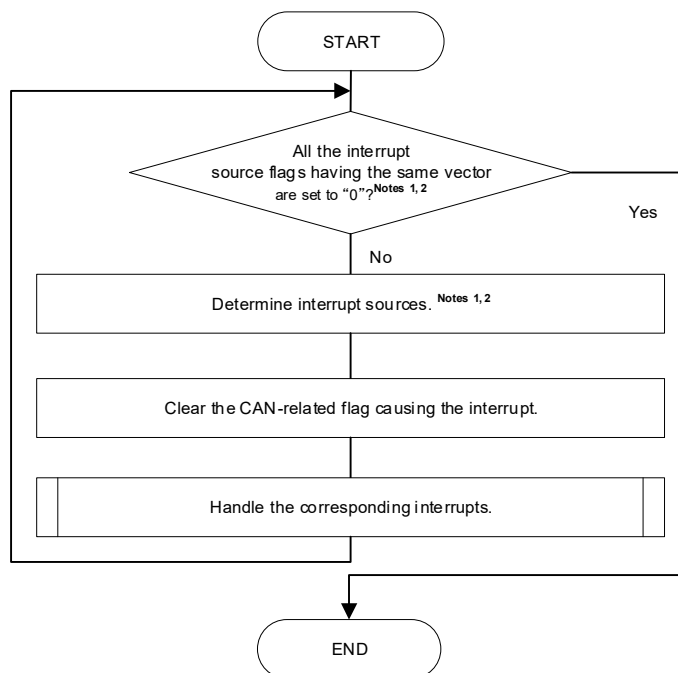 START
All the interrupt
source flags having the same vector
are set to “0”?Notes 1, 2
Yes
No
Determine interrupt sources. Notes 1, 2
Clear the CAN-related flag causing the interrupt.
Handle the corresponding interrupts.
END